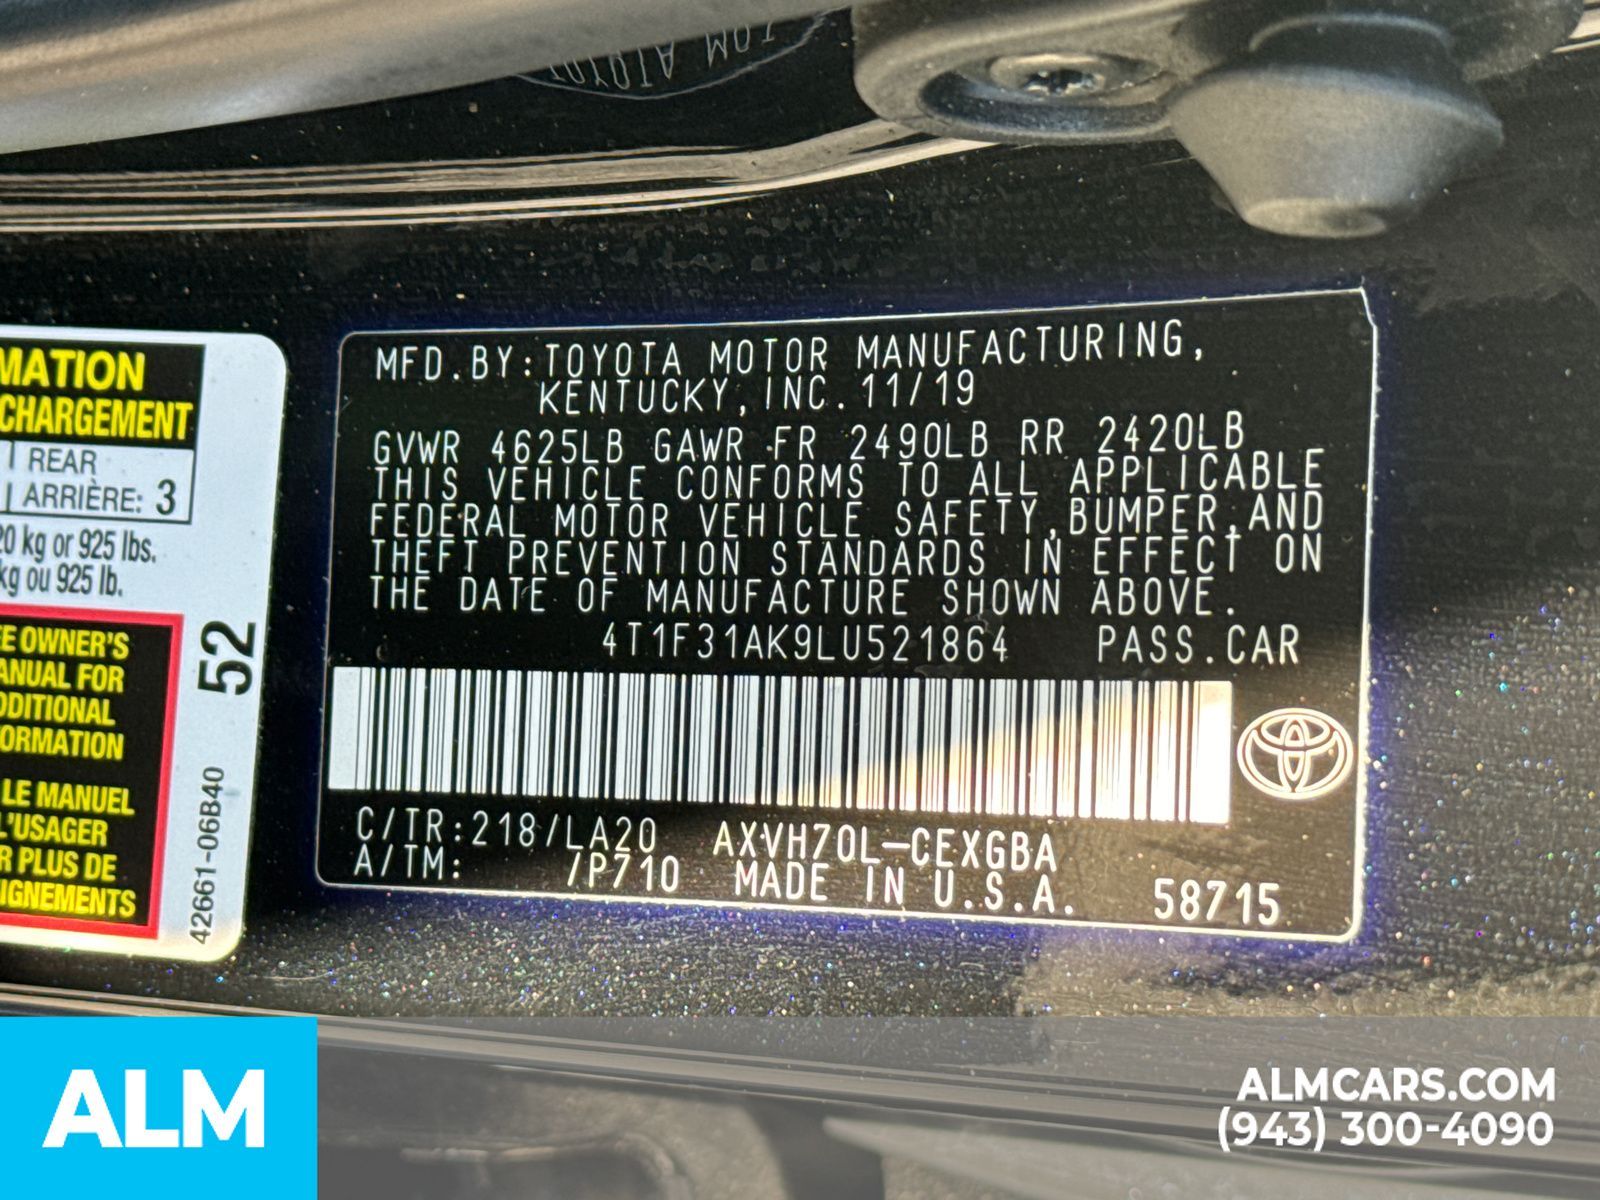 MATION
CHARGEMENT
REAR
ARRIÈRE: 3
20 kg or 925 lbs.
kg ou 925 lb.
EE OWNER'S
ANUAL FOR
DDITIONAL
ORMATION
LE MANUEL
L'USAGER
R PLUS DE
IGNEMENTS
52
42661-06B40
MFD.BY:TOYOTA MOTOR MANUFACTURING,
KENTUCKY,INC.11/19
GVWR 4625LB GAWR FR 2490LB RR 2420LB
THIS VEHICLE CONFORMS TO ALL APPLICABLE
FEDERAL MOTOR VEHICLE SAFETY,BUMPER,AND
THEFT PREVENTION STANDARDS IN EFFECT ON
THE DATE OF MANUFACTURE SHOWN ABOVE.
4T1F31AK9LU521864 PASS.CAR
C/TR:218/LA20 AXVH70L-CEXGBA
A/TM: /P710 MADE IN U.S.A. 58715
ALM
ALMCARS.COM
(943) 300-4090